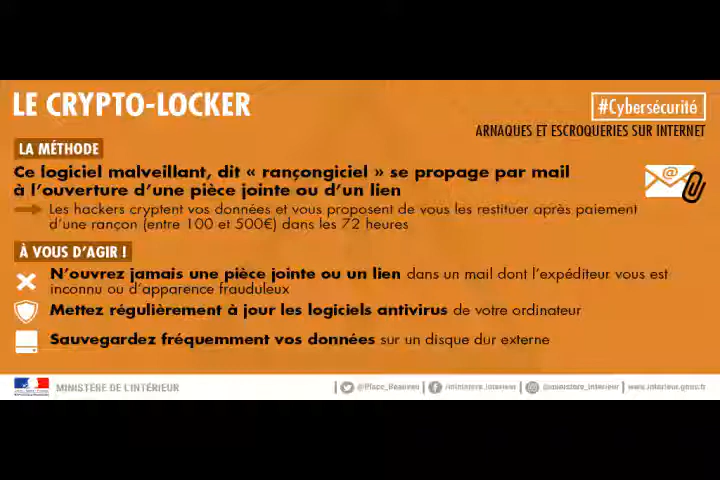 LE CRYPTO-LOCKER
#Cybersécurité
ARNAQUES ET ESCROQUERIES SUR INTERNET
LA MÉTHODE
Ce logiciel malveillant, dit « rançongiciel » se propage par mail
à l'ouverture d'une pièce jointe ou d'un lien
Les hackers cryptent vos données et vous proposent de vous les restituer après paiement
d'une rançon (entre 100 et 500€) dans les 72 heures
À VOUS D'AGIR !
N'ouvrez jamais une pièce jointe ou un lien dans un mail dont l'expéditeur vous est
inconnu ou d'apparence frauduleux
Mettez régulièrement à jour les logiciels antivirus de votre ordinateur
Sauvegardez fréquemment vos données sur un disque dur externe
MINISTÈRE DE L'INTÉRIEUR
@Place_Beauvau
/ministere_interieur
@ministere_interieur
www.interieur.gouv.fr